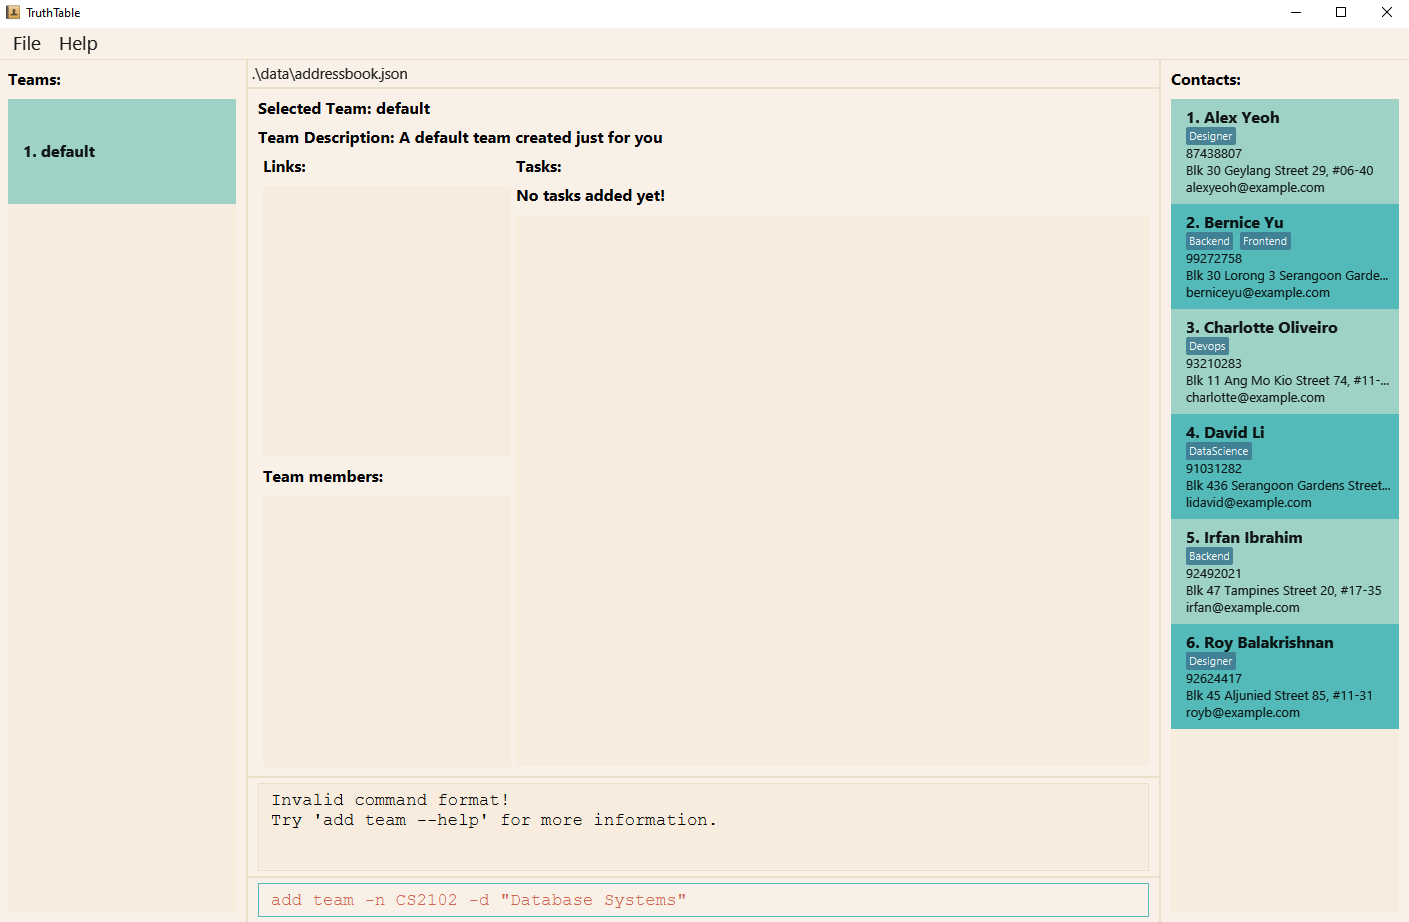 TruthTable
File Help
Teams:
1. default
.\data\addressbook.json
Selected Team: default
Team Description: A default team created just for you
Links:
Tasks:
No tasks added yet!
Team members:
Invalid command format!
Try 'add team --help' for more information.
add team -n CS2102 -d "Database Systems"
Contacts:
1. Alex Yeoh
Designer
87438807
Blk 30 Geylang Street 29, #06-40
alexyeoh@example.com
2. Bernice Yu
Backend Frontend
99272758
Blk 30 Lorong 3 Serangoon Garde...
berniceyu@example.com
3. Charlotte Oliveiro
Devops
93210283
Blk 11 Ang Mo Kio Street 74, #11-...
charlotte@example.com
4. David Li
DataScience
91031282
Blk 436 Serangoon Gardens Street...
lidavid@example.com
5. Irfan Ibrahim
Backend
92492021
Blk 47 Tampines Street 20, #17-35
irfan@example.com
6. Roy Balakrishnan
Designer
92624417
Blk 45 Aljunied Street 85, #11-31
royb@example.com